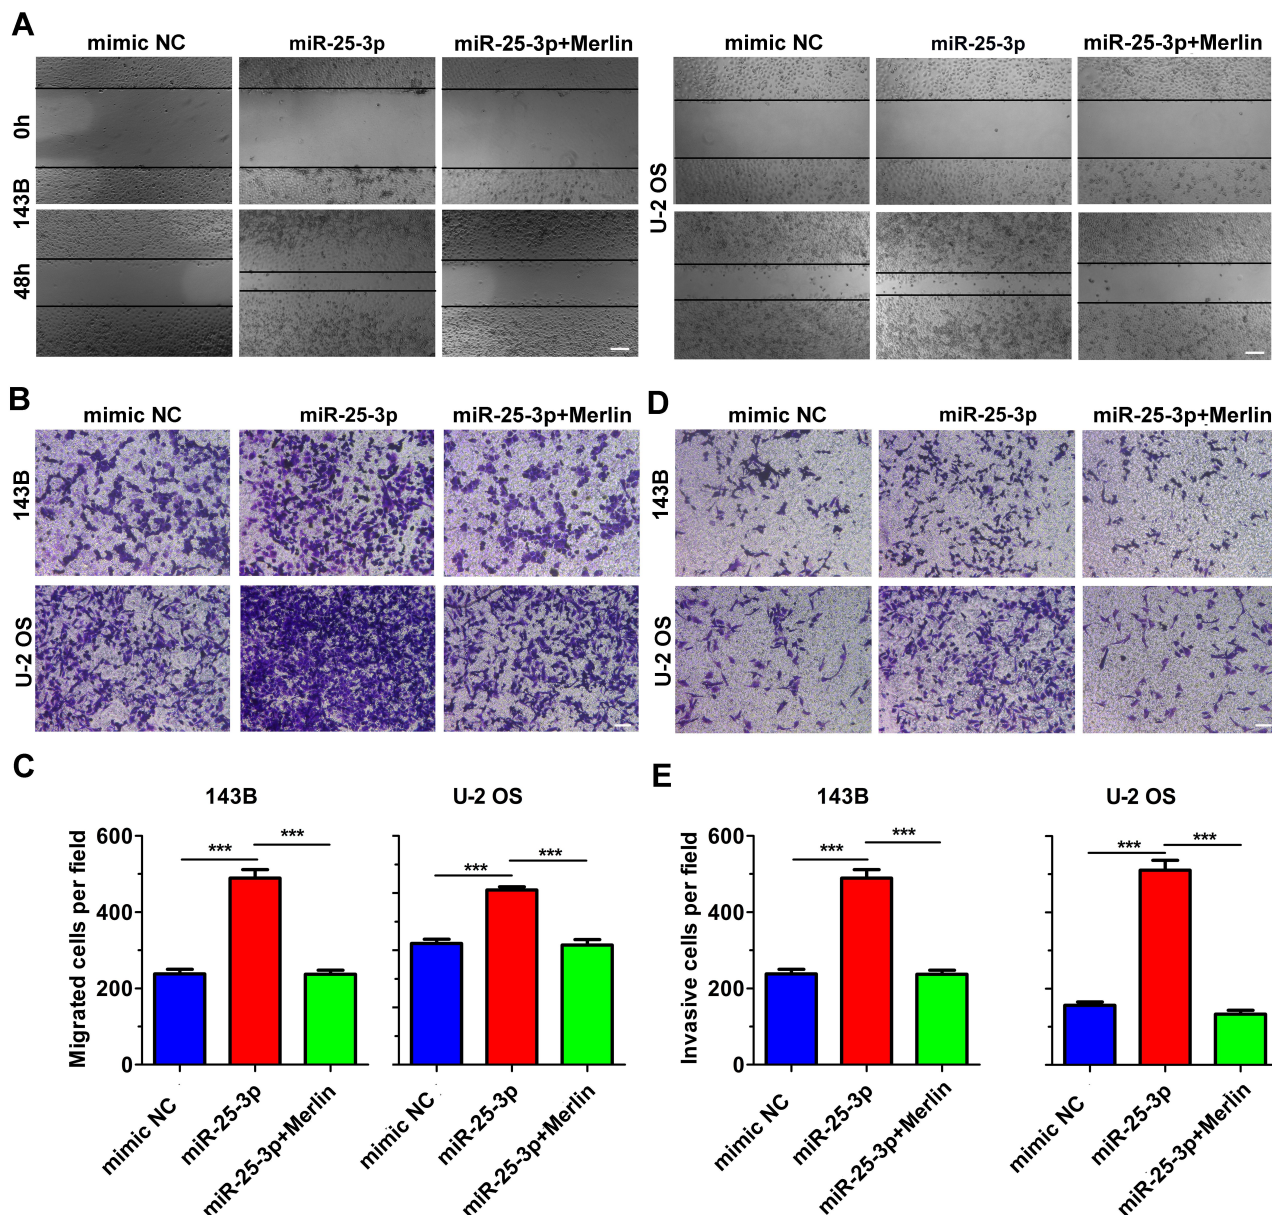 A
mimic NC
miR-25-3p
miR-25-3p+Merlin
mimic NC
miR-25-3p
miR-25-3p+Merlin
0h
143B
48h
U-2 OS
B
mimic NC
miR-25-3p
miR-25-3p+Merlin
143B
U-2 OS
D
mimic NC
miR-25-3p
miR-25-3p+Merlin
143B
U-2 OS
C
143B
U-2 OS
Migrated cells per field
600
400
200
0
***
***
***
***
mimic NC
miR-25-3p
miR-25-3p+Merlin
mimic NC
miR-25-3p
miR-25-3p+Merlin
E
143B
U-2 OS
Invasive cells per field
600
400
200
0
***
***
***
***
mimic NC
miR-25-3p
miR-25-3p+Merlin
mimic NC
miR-25-3p
miR-25-3p+Merlin